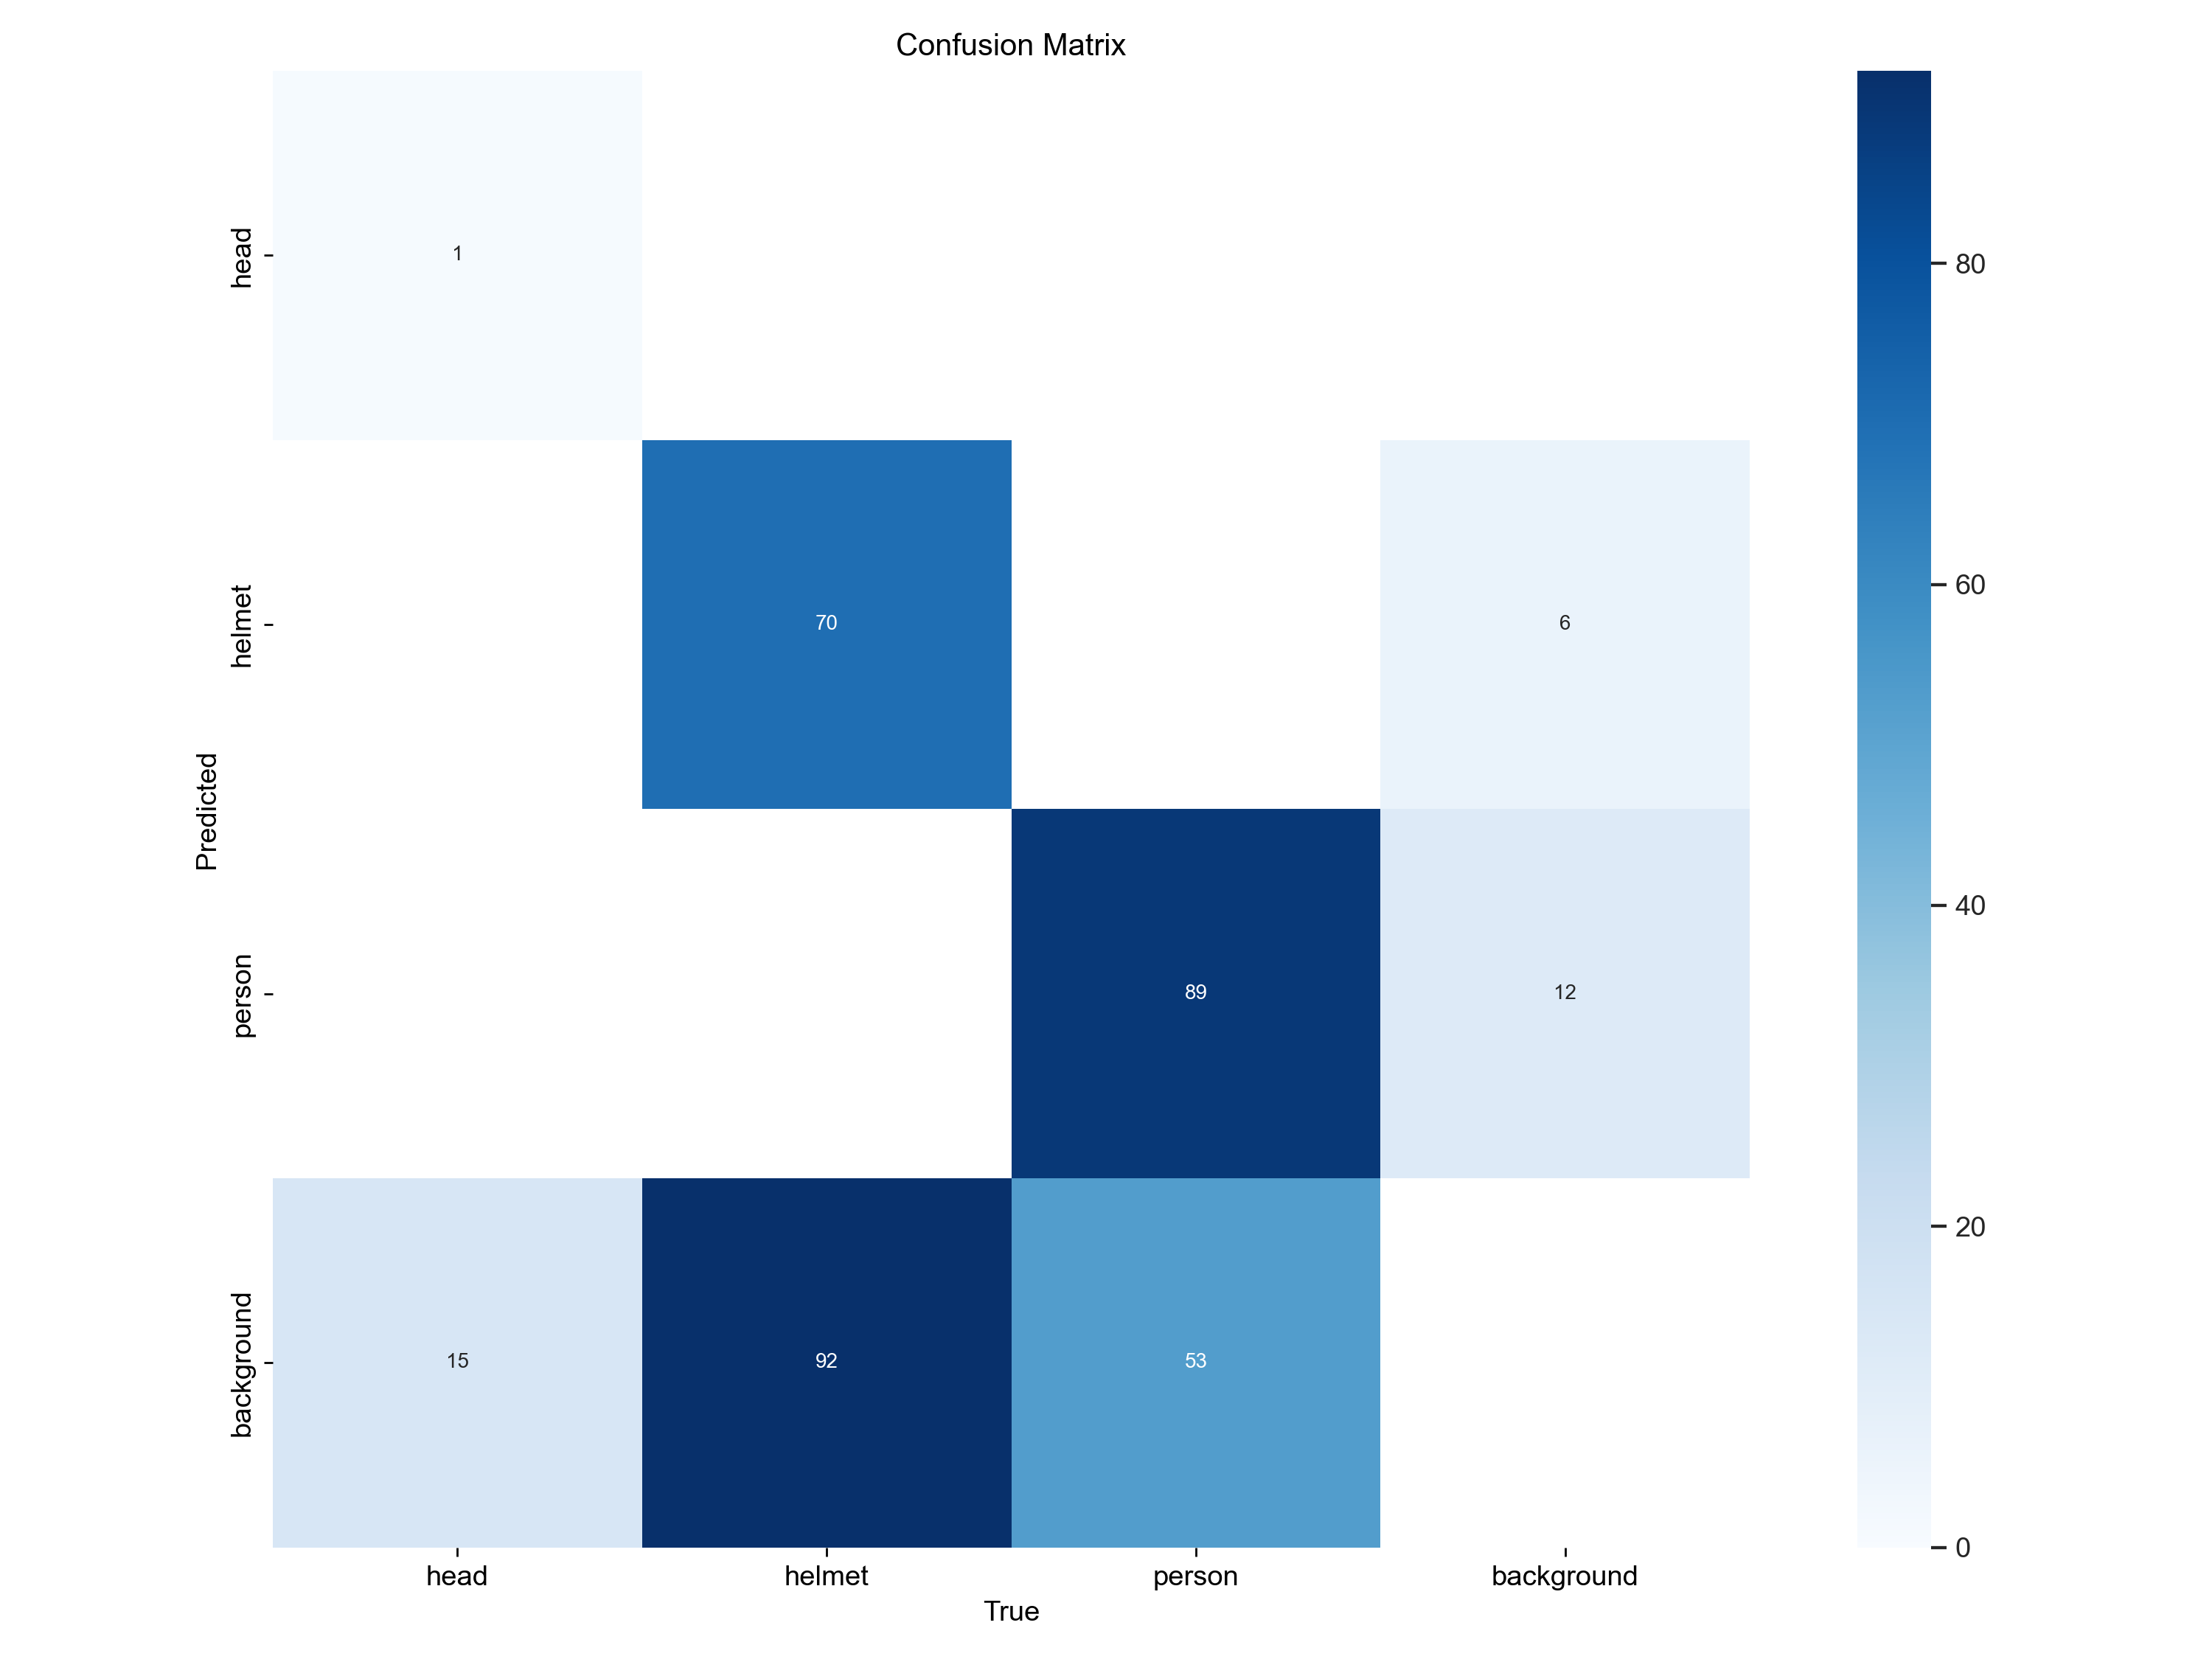 Confusion Matrix
head
1
helmet
70
6
person
89
12
background
15
92
53
Predicted
head
helmet
person
background
True
80
60
40
20
0